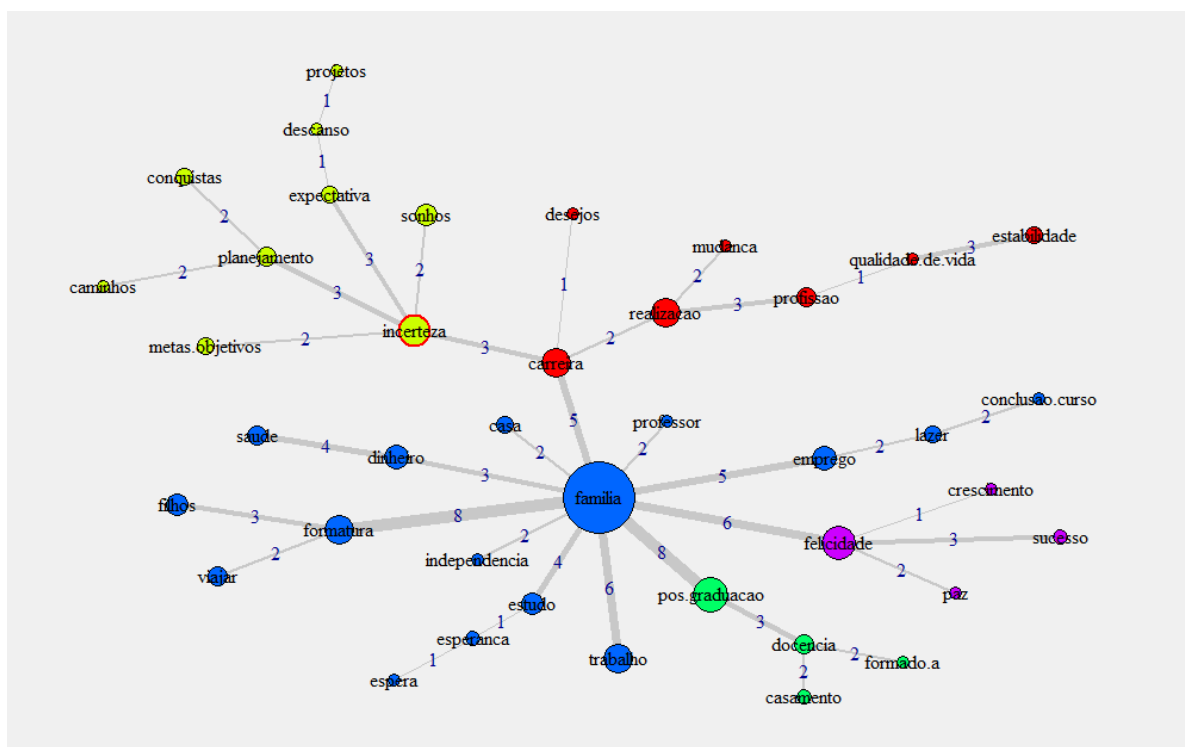 projetos
1
descanso
1
conquistas
expectativa
2
sonhos
desejos
mudanca
estabilidade
3
qualidade.de.vida
planejamento
3
2
2
1
caminhos
2
3
1
3
profissao
realizacao
incerteza
metas.objetivos
2
3
2
carreira
conclusao.curso
5
casa
professor
2
lazer
saude
4
dinheiro
2
2
2
emprego
3
5
crescimento
familia
filhos
3
8
formatura
6
1
felicidade
3
sucesso
2
independencia
2
8
2
viajar
4
6
pos.graduacao
paz
estudo
1
esperanca
3
docencia
1
trabalho
2
formado.a
espera
2
casamento